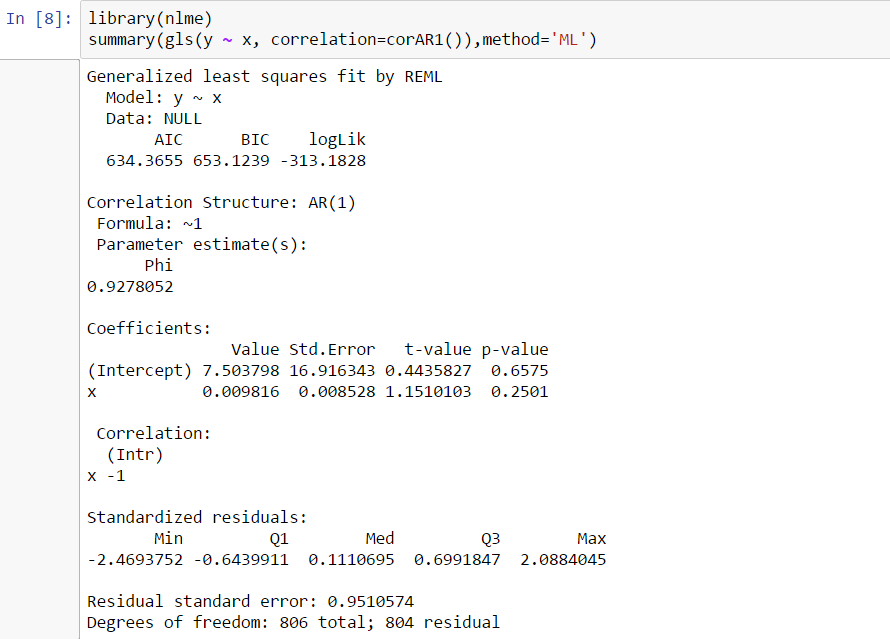 In [8]: library(nlme)
summary(gls(y ~ x, correlation=corAR1()),method='ML')
Generalized least squares fit by REML
  Model: y ~ x
  Data: NULL
       AIC      BIC    logLik
  634.3655 653.1239 -313.1828

Correlation Structure: AR(1)
 Formula: ~1
 Parameter estimate(s):
      Phi
0.9278052

Coefficients:
               Value Std.Error   t-value p-value
(Intercept) 7.503798 16.916343 0.4435827  0.6575
x           0.009816  0.008528 1.1510103  0.2501

 Correlation:
  (Intr)
x -1

Standardized residuals:
       Min         Q1        Med         Q3        Max
-2.4693752 -0.6439911  0.1110695  0.6991847  2.0884045

Residual standard error: 0.9510574
Degrees of freedom: 806 total; 804 residual